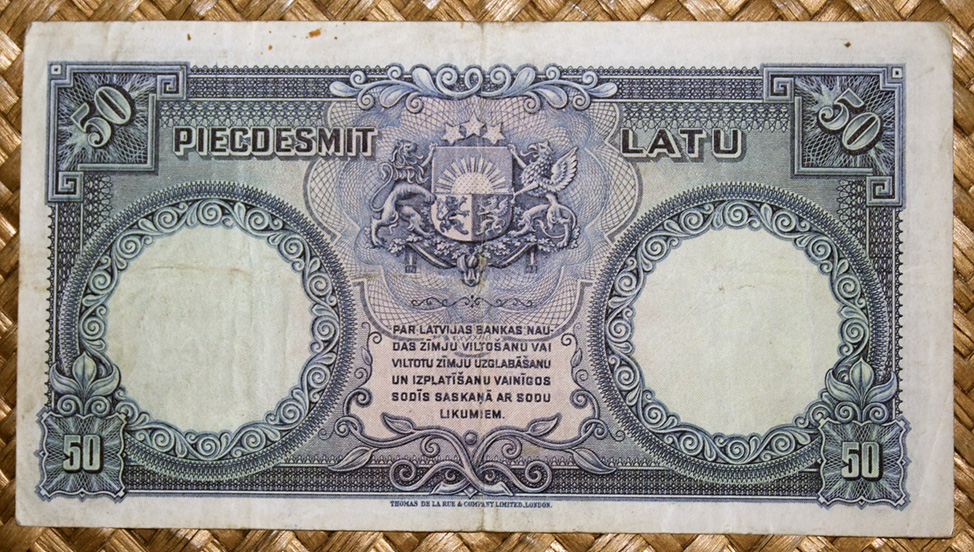 50 50
PIECDESMIT LATU
PAR LATVIJAS BANKAS NAU-
DAS ZĪMJU VILTOŠANU VAI
VILTOTU ZĪMJU UZGLABĀŠANU
UN IZPLATĪŠANU VAINĪGOS
SODĪS SASKAŅĀ AR SODU
LIKUMIEM.
50 50
THOMAS DE LA RUE & COMPANY LIMITED, LONDON.